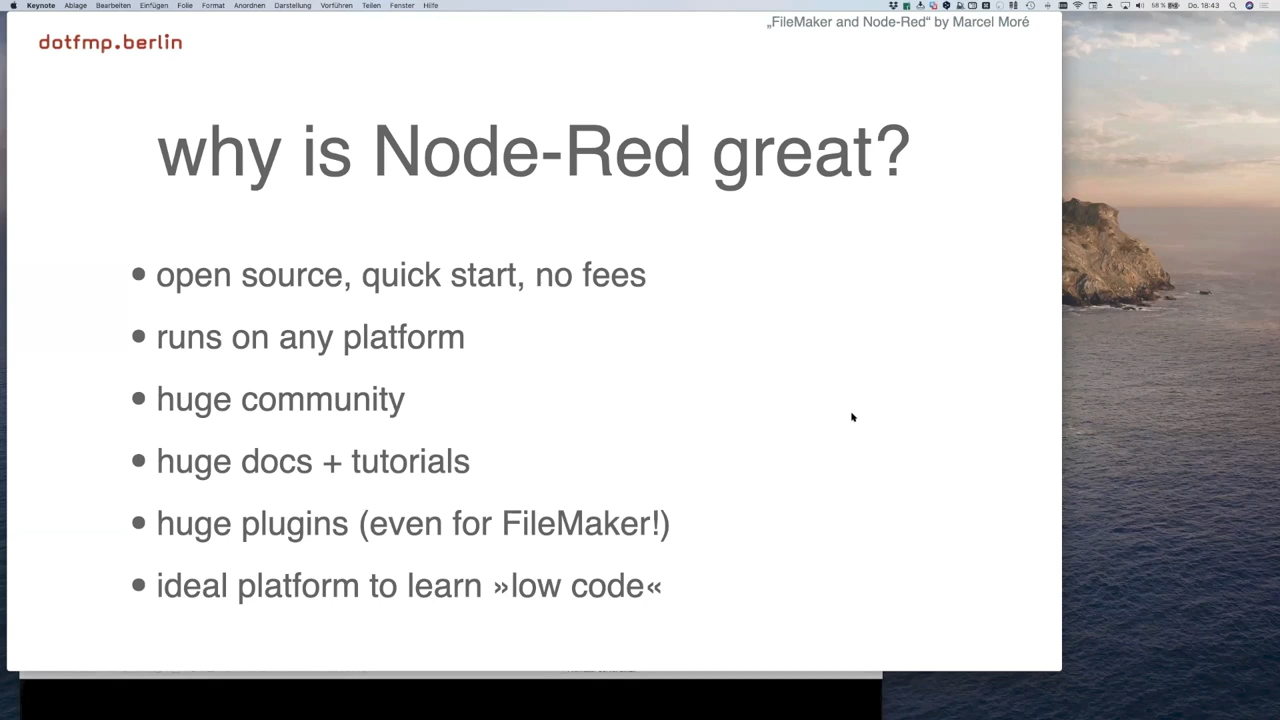 Keynote Ablage Bearbeiten Einfügen Folie Format Anordnen Darstellung Vorführen Teilen Fenster Hilfe 58 % Do. 18:43
„FileMaker and Node-Red“ by Marcel Moré
dotfmp.berlin
why is Node-Red great?
• open source, quick start, no fees
• runs on any platform
• huge community
• huge docs + tutorials
• huge plugins (even for FileMaker!)
• ideal platform to learn »low code«